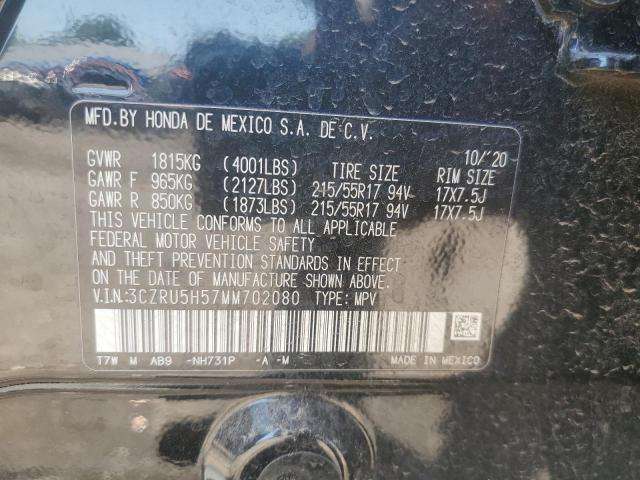 MFD.BY HONDA DE MEXICO S.A. DE C.V.
10/'20
GVWR 1815KG (4001LBS) TIRE SIZE RIM SIZE
GAWR F 965KG (2127LBS) 215/55R17 94V 17X7.5J
GAWR R 850KG (1873LBS) 215/55R17 94V 17X7.5J
THIS VEHICLE CONFORMS TO ALL APPLICABLE
FEDERAL MOTOR VEHICLE SAFETY
AND THEFT PREVENTION STANDARDS IN EFFECT
ON THE DATE OF MANUFACTURE SHOWN ABOVE.
V.I.N:3CZRU5H57MM702080 TYPE: MPV
T7W M AB9 -NH731P -A -M MADE IN MEXICO